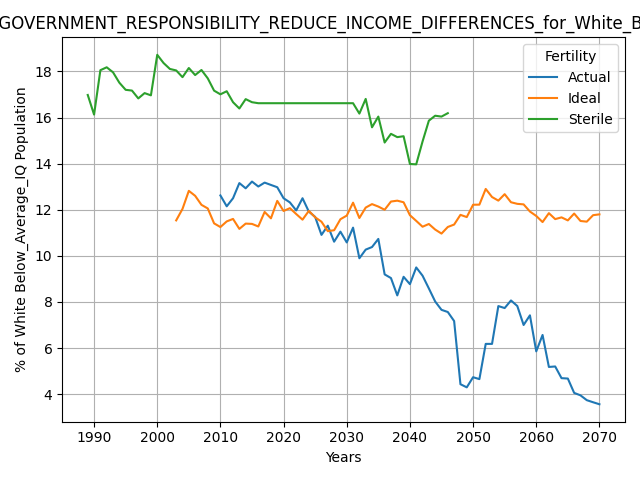 GOVERNMENT_RESPONSIBILITY_REDUCE_INCOME_DIFFERENCES_for_White_B
Fertility
Actual
Ideal
Sterile
% of White Below_Average_IQ Population
18
16
14
12
10
8
6
4
1990 2000 2010 2020 2030 2040 2050 2060 2070
Years